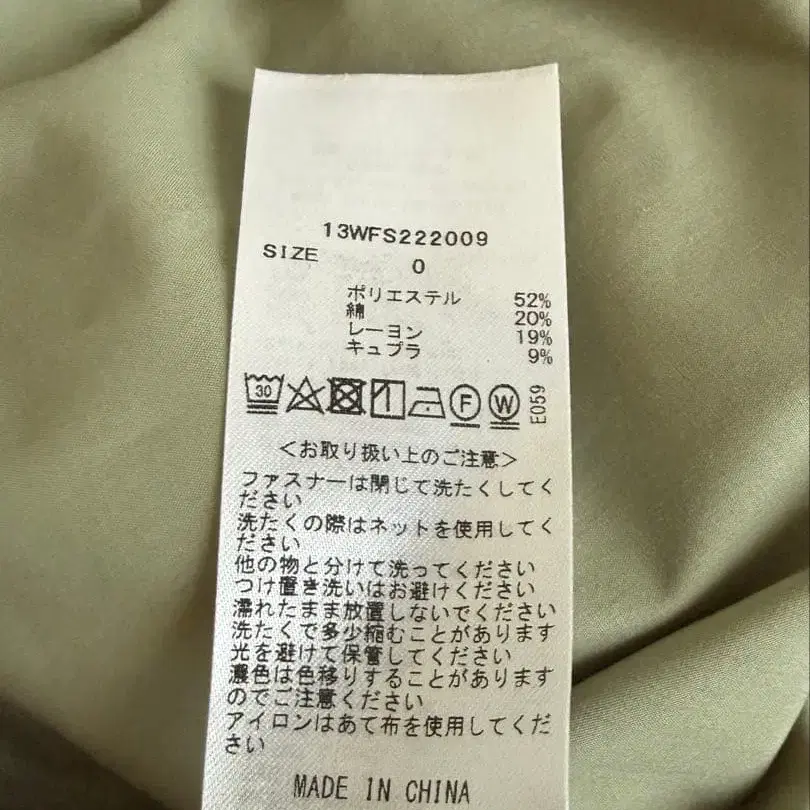 13WFS222009
SIZE 0
ポリエステル 52%
綿 20%
レーヨン 19%
キュプラ 9%
30 F W E059
<お取り扱い上のご注意>
ファスナーは閉じて洗たくしてく
ださい
洗たくの際はネットを使用してく
ださい
他の物と分けて洗ってください
つけ置き洗いはお避けください
濡れたまま放置しないでください
洗たくで多少縮むことがあります
光を避けて保管してください
濃色は色移りすることがあります
のでご注意ください
アイロンはあて布を使用してくだ
さい
MADE IN CHINA